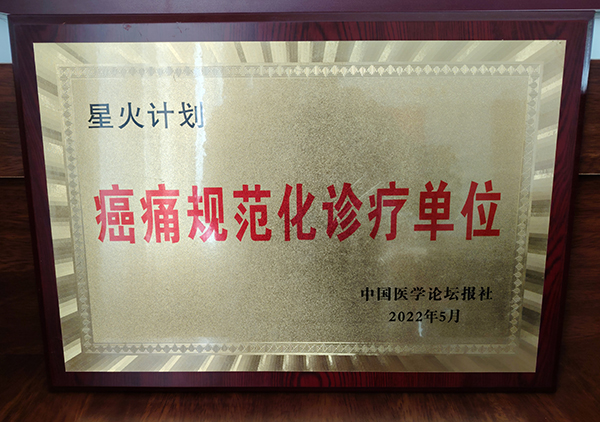 星火计划
癌痛规范化诊疗单位
中国医学论坛报社
2022年5月